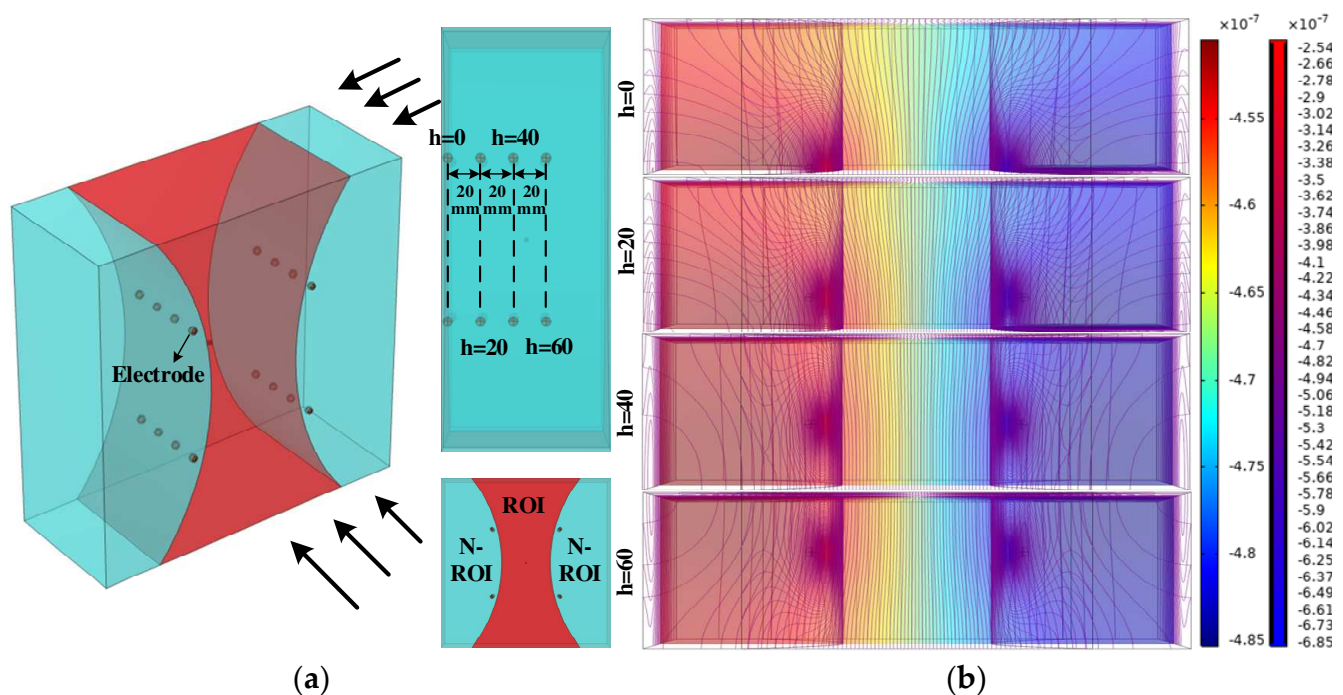 h=0 h=40
20 20 20
mm mm mm
h=20 h=60
Electrode
ROI
N-
ROI
N-
ROI
(a)
h=0
h=20
h=40
h=60
×10⁻⁷
-4.55
-4.6
-4.65
-4.7
-4.75
-4.8
-4.85
×10⁻⁷
-2.54
-2.66
-2.78
-2.9
-3.02
-3.14
-3.26
-3.38
-3.5
-3.62
-3.74
-3.86
-3.98
-4.1
-4.22
-4.34
-4.46
-4.58
-4.7
-4.82
-4.94
-5.06
-5.18
-5.3
-5.42
-5.54
-5.66
-5.78
-5.9
-6.02
-6.14
-6.25
-6.37
-6.49
-6.61
-6.73
-6.85
(b)